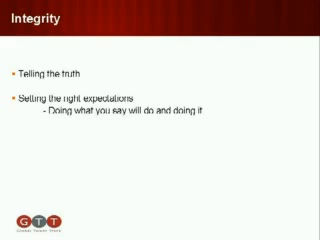 Integrity
Telling the truth
Setting the right expectations
- Doing what you say will do and doing it
GTT